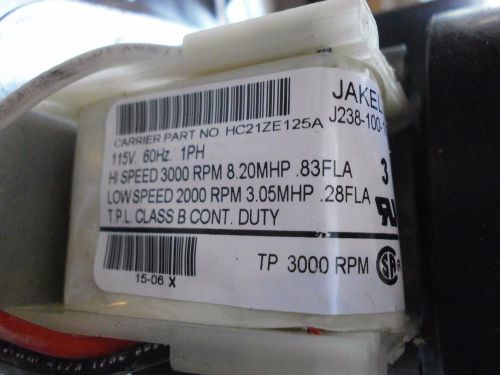 JAKEL
J238-100-1
CARRIER PART NO. HC21ZE125A
115V. 60Hz. 1PH
HI SPEED 3000 RPM 8.20MHP .83FLA
LOW SPEED 2000 RPM 3.05MHP .28FLA
T.P.L. CLASS B CONT. DUTY
3
15-06 X
TP 3000 RPM